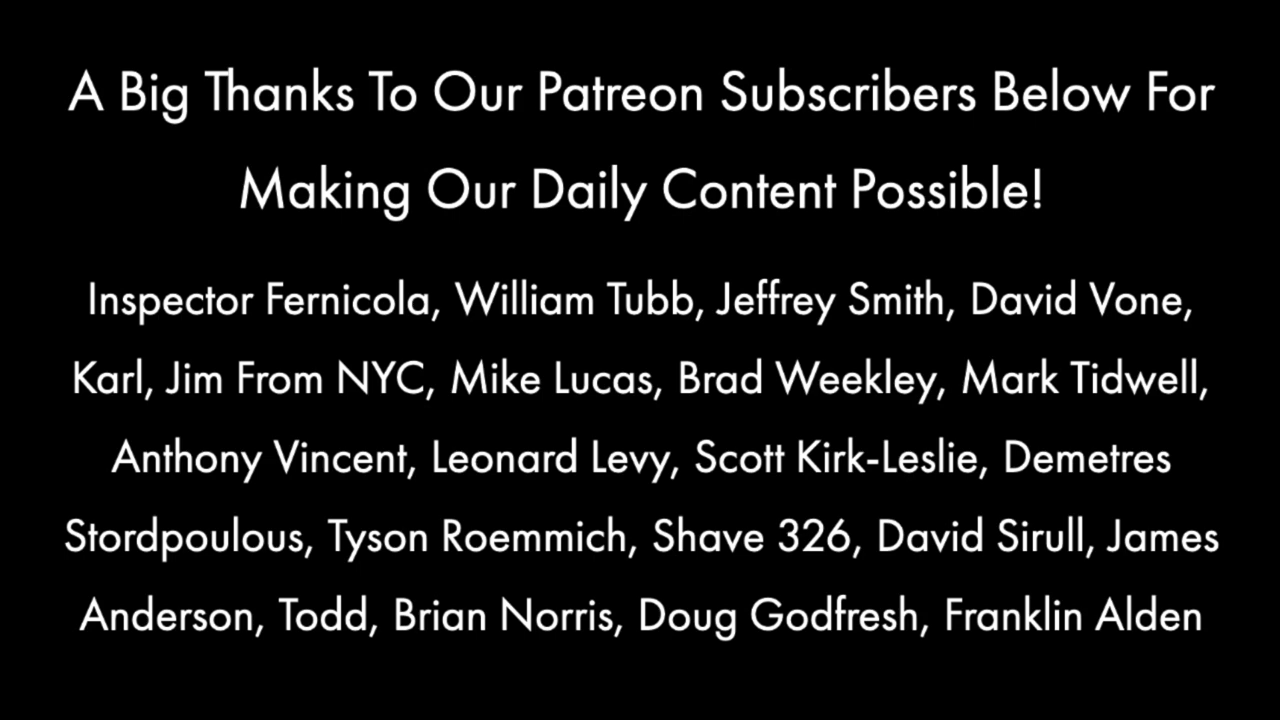 A Big Thanks To Our Patreon Subscribers Below For
Making Our Daily Content Possible!
Inspector Fernicola, William Tubb, Jeffrey Smith, David Vone,
Karl, Jim From NYC, Mike Lucas, Brad Weekley, Mark Tidwell,
Anthony Vincent, Leonard Levy, Scott Kirk-Leslie, Demetres
Stordpoulous, Tyson Roemmich, Shave 326, David Sirull, James
Anderson, Todd, Brian Norris, Doug Godfresh, Franklin Alden